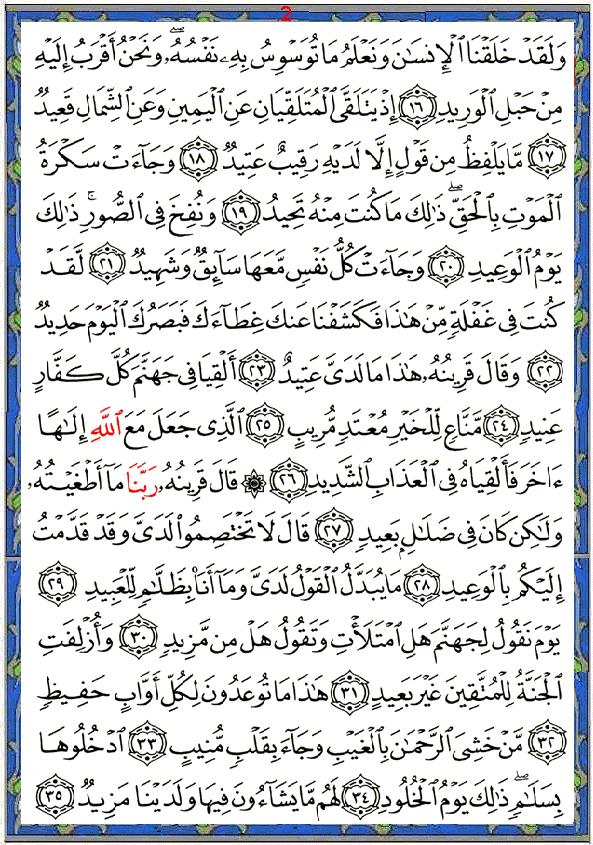 2
وَلَقَدْ خَلَقْنَا ٱلْإِنسَٰنَ وَنَعْلَمُ مَا تُوَسْوِسُ بِهِۦ نَفْسُهُۥ ۖ وَنَحْنُ أَقْرَبُ إِلَيْهِ
مِنْ حَبْلِ ٱلْوَرِيدِ ١٦ إِذْ يَتَلَقَّى ٱلْمُتَلَقِّيَانِ عَنِ ٱلْيَمِينِ وَعَنِ ٱلشِّمَالِ قَعِيدٌ
١٧ مَّا يَلْفِظُ مِن قَوْلٍ إِلَّا لَدَيْهِ رَقِيبٌ عَتِيدٌ ١٨ وَجَآءَتْ سَكْرَةُ
ٱلْمَوْتِ بِٱلْحَقِّ ۖ ذَٰلِكَ مَا كُنتَ مِنْهُ تَحِيدُ ١٩ وَنُفِخَ فِى ٱلصُّورِ ۚ ذَٰلِكَ
يَوْمُ ٱلْوَعِيدِ ٢٠ وَجَآءَتْ كُلُّ نَفْسٍ مَّعَهَا سَآئِقٌ وَشَهِيدٌ ٢١ لَّقَدْ
كُنتَ فِى غَفْلَةٍ مِّنْ هَٰذَا فَكَشَفْنَا عَنكَ غِطَآءَكَ فَبَصَرُكَ ٱلْيَوْمَ حَدِيدٌ
٢٢ وَقَالَ قَرِينُهُۥ هَٰذَا مَا لَدَىَّ عَتِيدٌ ٢٣ أَلْقِيَا فِى جَهَنَّمَ كُلَّ كَفَّارٍ
عَنِيدٍ ٢٤ مَّنَّاعٍ لِّلْخَيْرِ مُعْتَدٍ مُّرِيبٍ ٢٥ ٱلَّذِى جَعَلَ مَعَ ٱللَّهِ إِلَٰهًا
ءَاخَرَ فَأَلْقِيَاهُ فِى ٱلْعَذَابِ ٱلشَّدِيدِ ٢٦ ۞ قَالَ قَرِينُهُۥ رَبَّنَا مَآ أَطْغَيْتُهُۥ
وَلَٰكِن كَانَ فِى ضَلَٰلٍۭ بَعِيدٍ ٢٧ قَالَ لَا تَخْتَصِمُوا۟ لَدَىَّ وَقَدْ قَدَّمْتُ
إِلَيْكُم بِٱلْوَعِيدِ ٢٨ مَا يُبَدَّلُ ٱلْقَوْلُ لَدَىَّ وَمَآ أَنَا۠ بِظَلَّٰمٍ لِّلْعَبِيدِ ٢٩
يَوْمَ نَقُولُ لِجَهَنَّمَ هَلِ ٱمْتَلَأْتِ وَتَقُولُ هَلْ مِن مَّزِيدٍ ٣٠ وَأُزْلِفَتِ
ٱلْجَنَّةُ لِلْمُتَّقِينَ غَيْرَ بَعِيدٍ ٣١ هَٰذَا مَا تُوعَدُونَ لِكُلِّ أَوَّابٍ حَفِيظٍ
٣٢ مَّنْ خَشِىَ ٱلرَّحْمَٰنَ بِٱلْغَيْبِ وَجَآءَ بِقَلْبٍ مُّنِيبٍ ٣٣ ٱدْخُلُوهَا
بِسَلَٰمٍ ۖ ذَٰلِكَ يَوْمُ ٱلْخُلُودِ ٣٤ لَهُم مَّا يَشَآءُونَ فِيهَا وَلَدَيْنَا مَزِيدٌ ٣٥